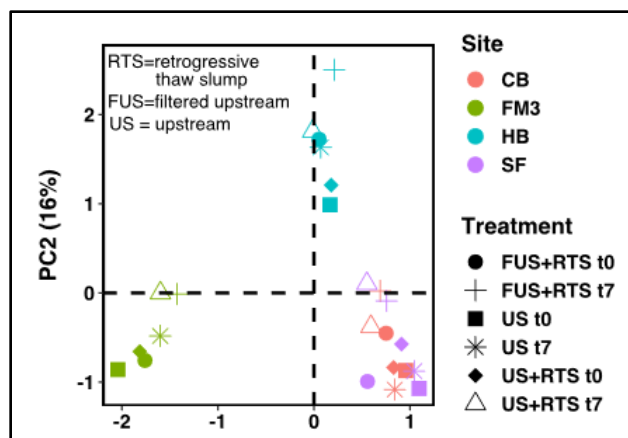 RTS=retrogressive
thaw slump
FUS=filtered upstream
US = upstream
PC2 (16%)
2
1
0
-1
-2
-1
0
1
Site
CB
FM3
HB
SF
Treatment
FUS+RTS t0
FUS+RTS t7
US t0
US t7
US+RTS t0
US+RTS t7